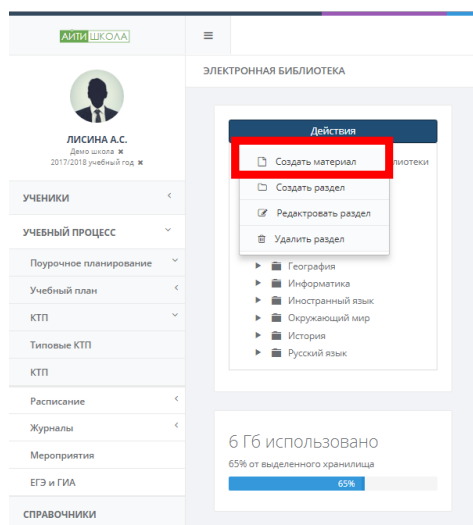 АЙТИ ШКОЛА
ЭЛЕКТРОННАЯ БИБЛИОТЕКА
ЛИСИНА А.С.
Демо школа ×
2017/2018 учебный год ×
УЧЕНИКИ
УЧЕБНЫЙ ПРОЦЕСС
Поурочное планирование
Учебный план
КТП
Типовые КТП
КТП
Расписание
Журналы
Мероприятия
ЕГЭ и ГИА
СПРАВОЧНИКИ
Действия
Создать материал
лиотеки
Создать раздел
Редактровать раздел
Удалить раздел
География
Информатика
Иностранный язык
Окружающий мир
История
Русский язык
6 Гб использовано
65% от выделенного хранилища
65%